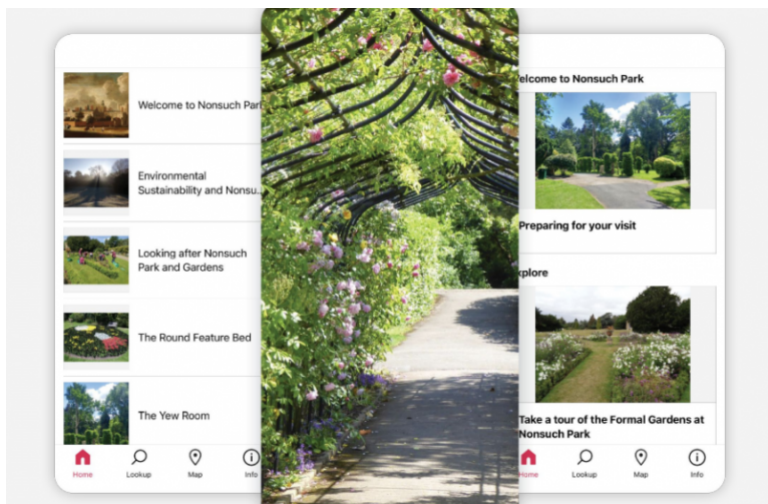 Welcome to Nonsuch Par
Environmental
Sustainability and Nonsu...
Looking after Nonsuch
Park and Gardens
The Round Feature Bed
The Yew Room
Home
Lookup
Map
Info
elcome to Nonsuch Park
Preparing for your visit
xplore
Take a tour of the Formal Gardens at
Nonsuch Park
Home
Lookup
Map
Info